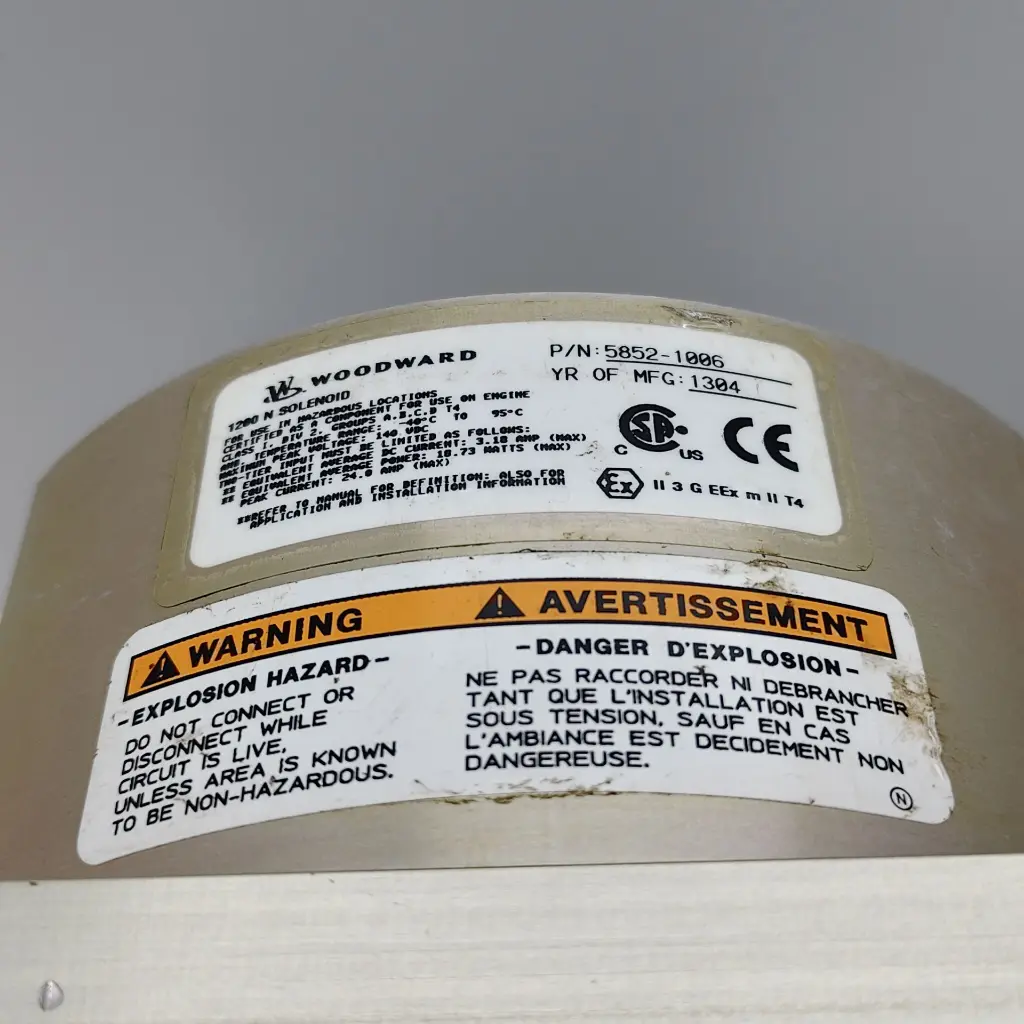 WOODWARD
1200 N SOLENOID
FOR USE IN HAZARDOUS LOCATIONS
CERTIFIED AS A COMPONENT FOR USE ON ENGINE
CLASS I, DIV 2, GROUPS A,B,C,D T4
AMB TEMPERATURE RANGE: -40°C TO 95°C
MAXIMUM PEAK VOLTAGE: 140 VDC
TWO-TIER INPUT MUST BE LIMITED AS FOLLOWS:
** EQUIVALENT AVERAGE DC CURRENT: 3.10 AMP (MAX)
** EQUIVALENT AVERAGE POWER: 18.73 WATTS (MAX)
PEAK CURRENT: 24.0 AMP (MAX)
**REFER TO MANUAL FOR DEFINITION: ALSO FOR
APPLICATION AND INSTALLATION INFORMATION
P/N: 5852-1006
YR OF MFG: 1304
C SA US CE
Ex II 3 G EEx m II T4
WARNING
-EXPLOSION HAZARD-
DO NOT CONNECT OR
DISCONNECT WHILE
CIRCUIT IS LIVE,
UNLESS AREA IS KNOWN
TO BE NON-HAZARDOUS.
AVERTISSEMENT
-DANGER D'EXPLOSION-
NE PAS RACCORDER NI DEBRANCHER
TANT QUE L'INSTALLATION EST
SOUS TENSION, SAUF EN CAS
L'AMBIANCE EST DECIDEMENT NON
DANGEREUSE.
N